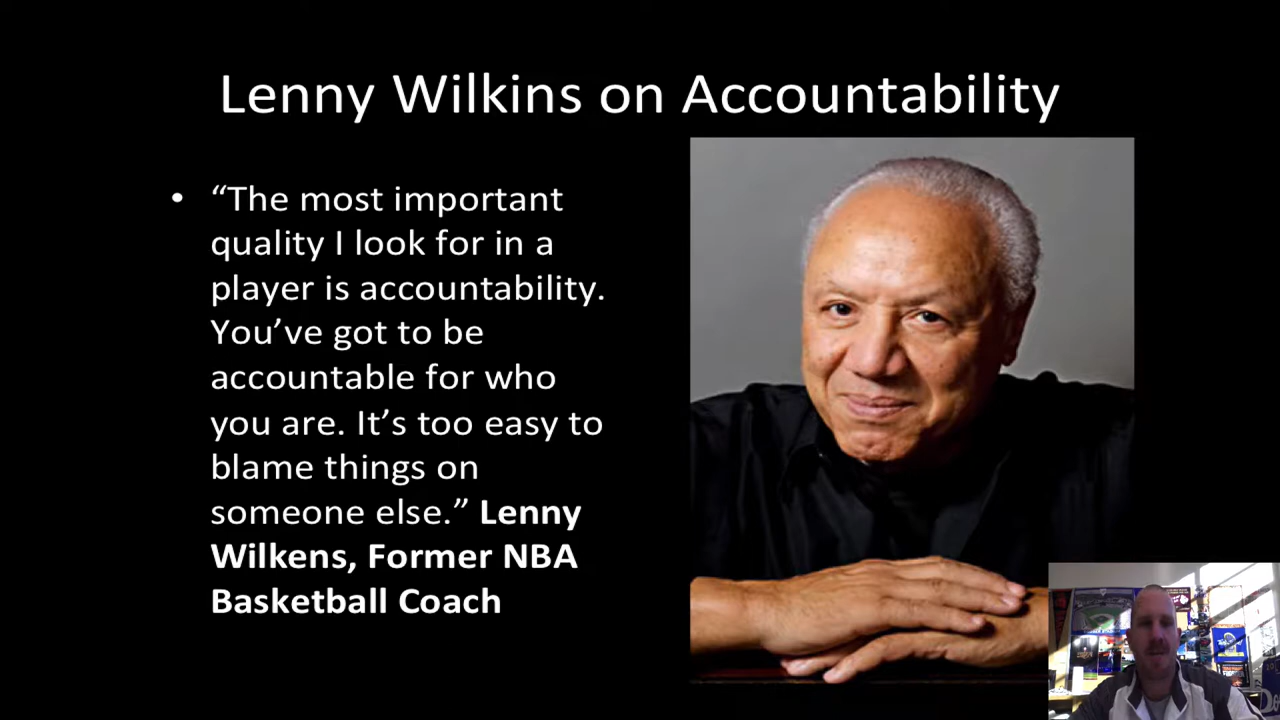 Lenny Wilkins on Accountability
• “The most important
quality I look for in a
player is accountability.
You’ve got to be
accountable for who
you are. It’s too easy to
blame things on
someone else.” Lenny
Wilkens, Former NBA
Basketball Coach